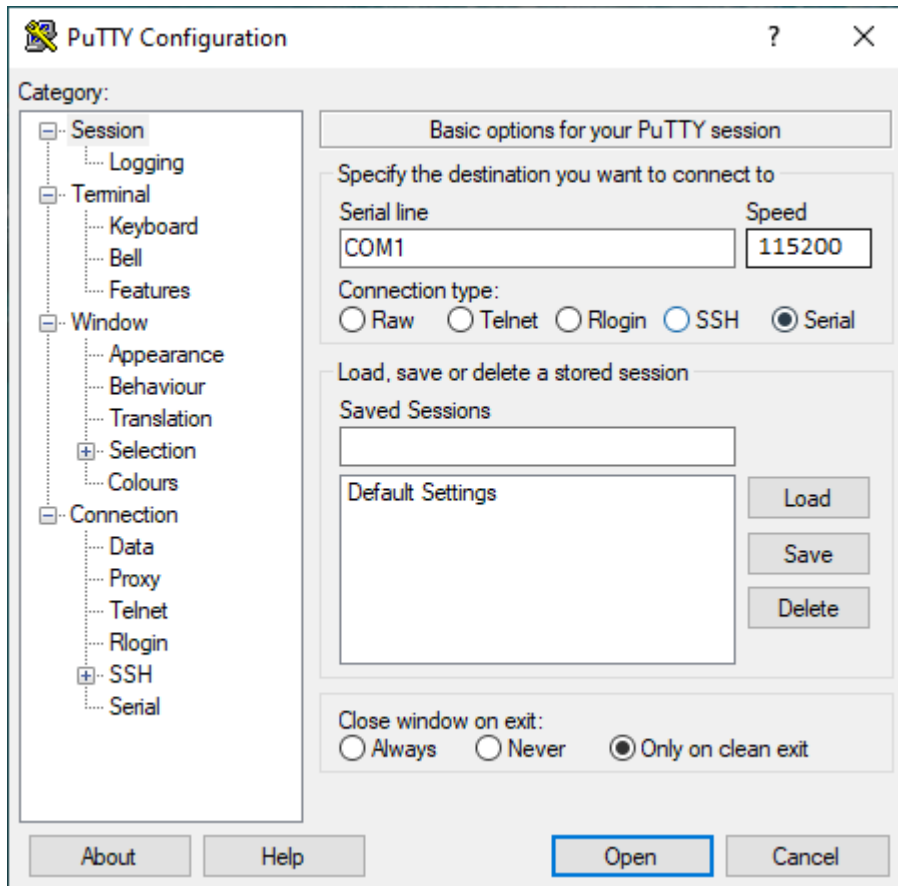 PuTTY Configuration
?
Category:
Session
Logging
Terminal
Keyboard
Bell
Features
Window
Appearance
Behaviour
Translation
Selection
Colours
Connection
Data
Proxy
Telnet
Rlogin
SSH
Serial
Basic options for your PuTTY session
Specify the destination you want to connect to
Serial line Speed
COM1 115200
Connection type:
Raw Telnet Rlogin SSH Serial
Load, save or delete a stored session
Saved Sessions
Default Settings
Load
Save
Delete
Close window on exit:
Always Never Only on clean exit
About Help Open Cancel